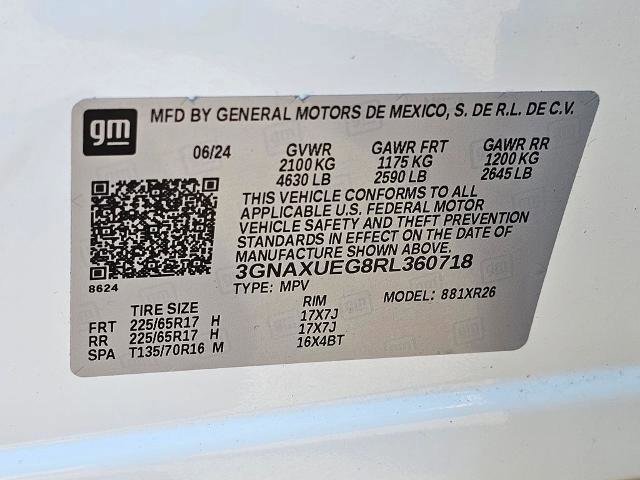 gm
MFD BY GENERAL MOTORS DE MEXICO, S. DE R.L. DE C.V.
06/24 GVWR GAWR FRT GAWR RR
2100 KG 1175 KG 1200 KG
4630 LB 2590 LB 2645 LB
THIS VEHICLE CONFORMS TO ALL
APPLICABLE U.S. FEDERAL MOTOR
VEHICLE SAFETY AND THEFT PREVENTION
STANDARDS IN EFFECT ON THE DATE OF
MANUFACTURE SHOWN ABOVE.
3GNAXUEG8RL360718
8624
TYPE: MPV MODEL: 881XR26
TIRE SIZE RIM
FRT 225/65R17 H 17X7J
RR 225/65R17 H 17X7J
SPA T135/70R16 M 16X4BT